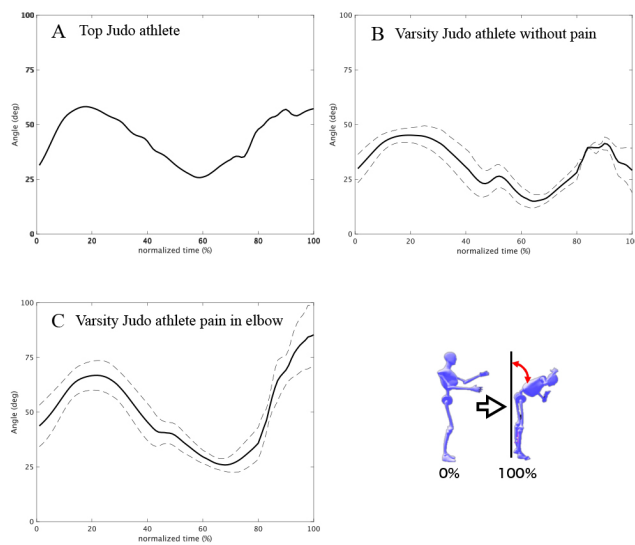 A Top Judo athlete
100
75
50
25
0
Angle (deg)
0 20 40 60 80 100
normalized time (%)
B Varsity Judo athlete without pain
100
75
50
25
0
Angle (deg)
0 20 40 60 80 100
normalized time (%)
C Varsity Judo athlete pain in elbow
100
75
50
25
0
Angle (deg)
0 20 40 60 80 100
normalized time (%)
0% 100%